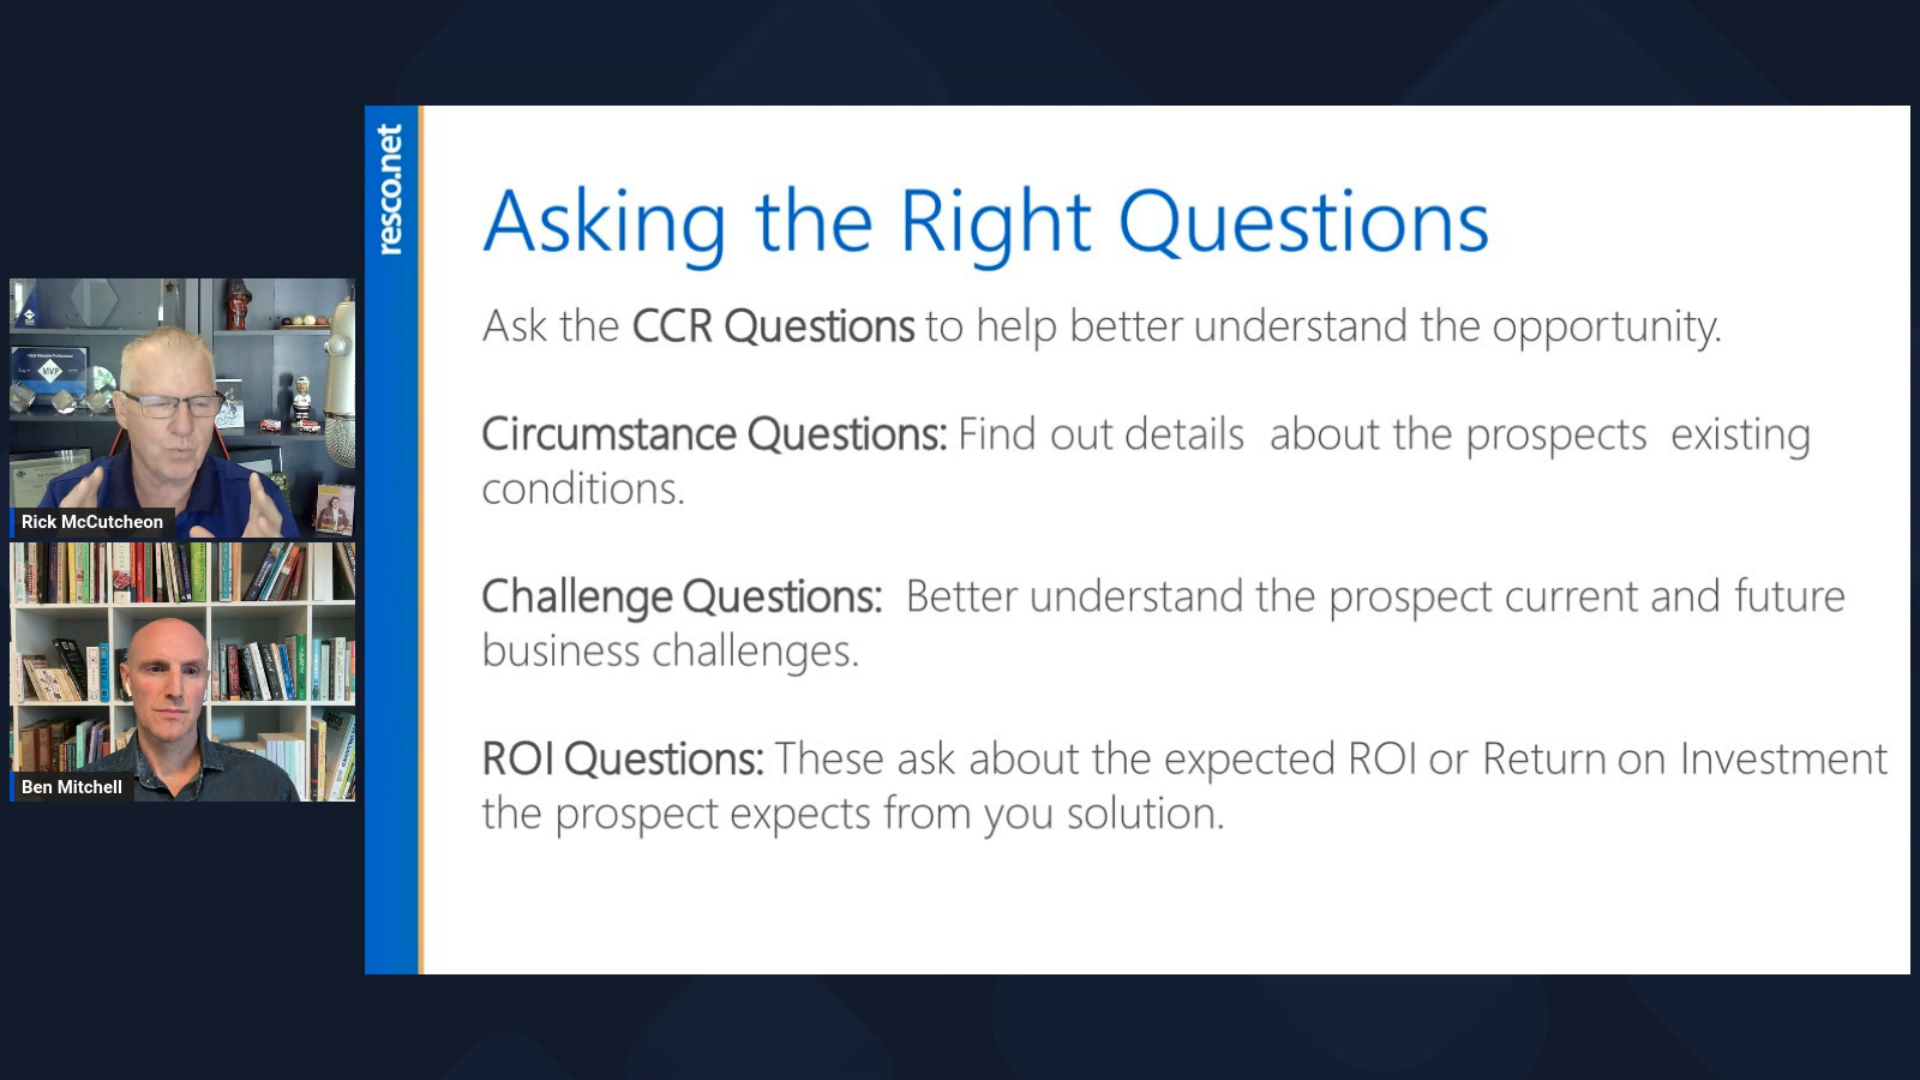 resco.net
Asking the Right Questions
Ask the CCR Questions to help better understand the opportunity.
Circumstance Questions: Find out details about the prospects existing
conditions.
Challenge Questions: Better understand the prospect current and future
business challenges.
ROI Questions: These ask about the expected ROI or Return on Investment
the prospect expects from you solution.
MVP
Rick McCutcheon
Ben Mitchell